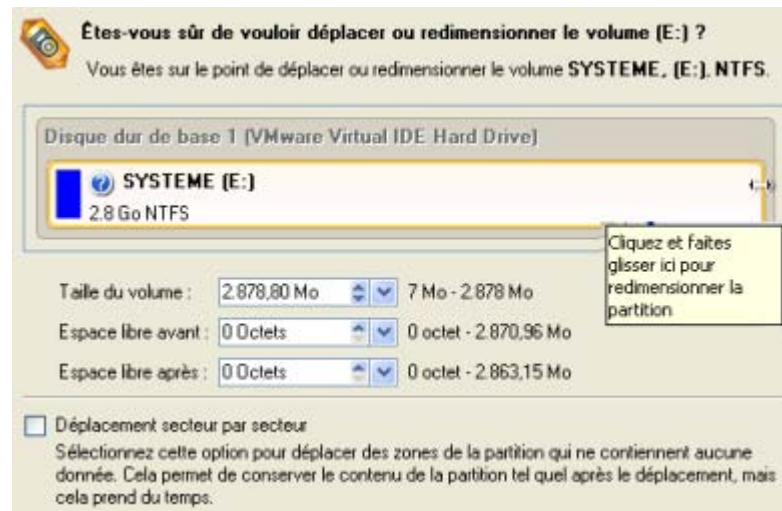 Êtes-vous sûr de vouloir déplacer ou redimensionner le volume (E:) ?
Vous êtes sur le point de déplacer ou redimensionner le volume SYSTEME, (E:). NTFS.
Disque dur de base 1 (VMware Virtual IDE Hard Drive)
SYSTEME (E:)
2.8 Go NTFS
Cliquez et faites
glisser ici pour
redimensionner la
partition
Taille du volume : 2.878,80 Mo 7 Mo - 2.878 Mo
Espace libre avant : 0 Octets 0 octet - 2.870,96 Mo
Espace libre après : 0 Octets 0 octet - 2.863,15 Mo
Déplacement secteur par secteur
Sélectionnez cette option pour déplacer des zones de la partition qui ne contiennent aucune
donnée. Cela permet de conserver le contenu de la partition tel quel après le déplacement, mais
cela prend du temps.